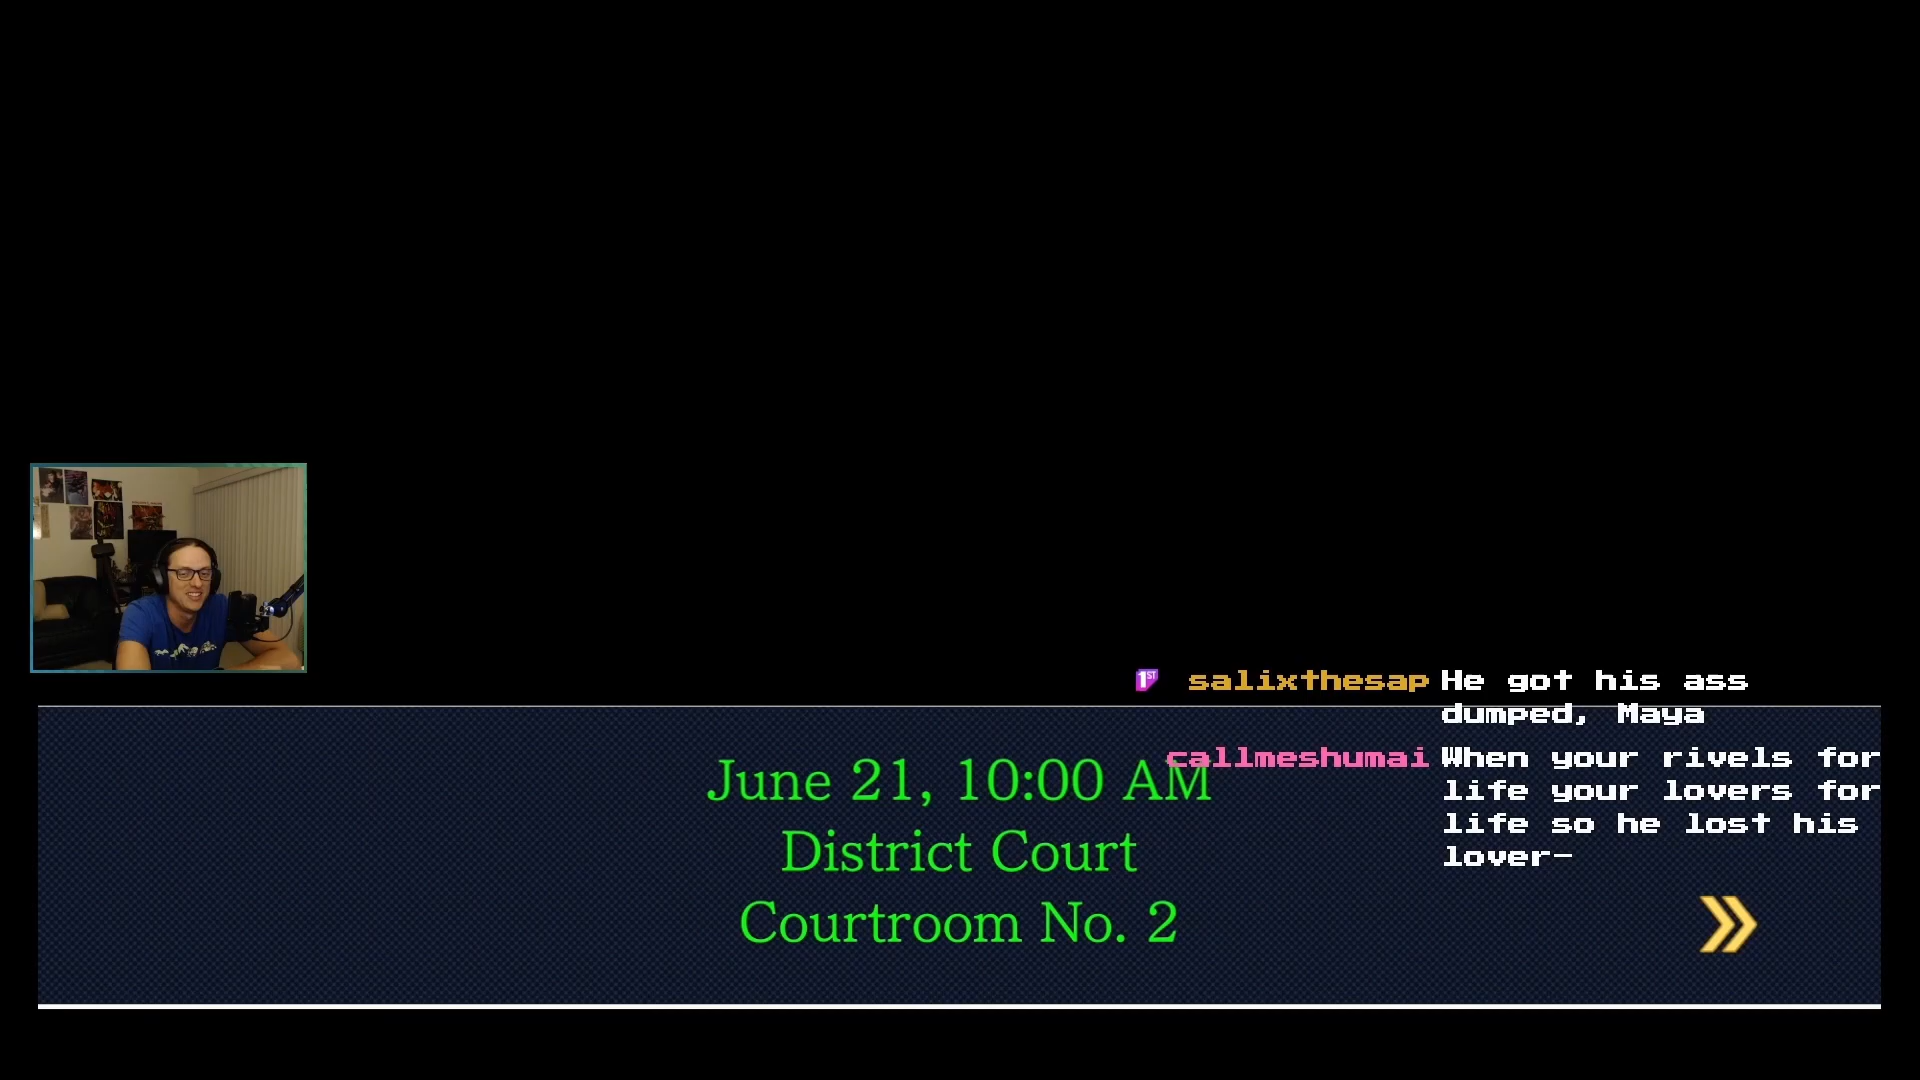 1ST salixthesap He got his ass
dumped, Maya
callmeshumai When your rivels for
life your lovers for
life so he lost his
lover-
June 21, 10:00 AM
District Court
Courtroom No. 2